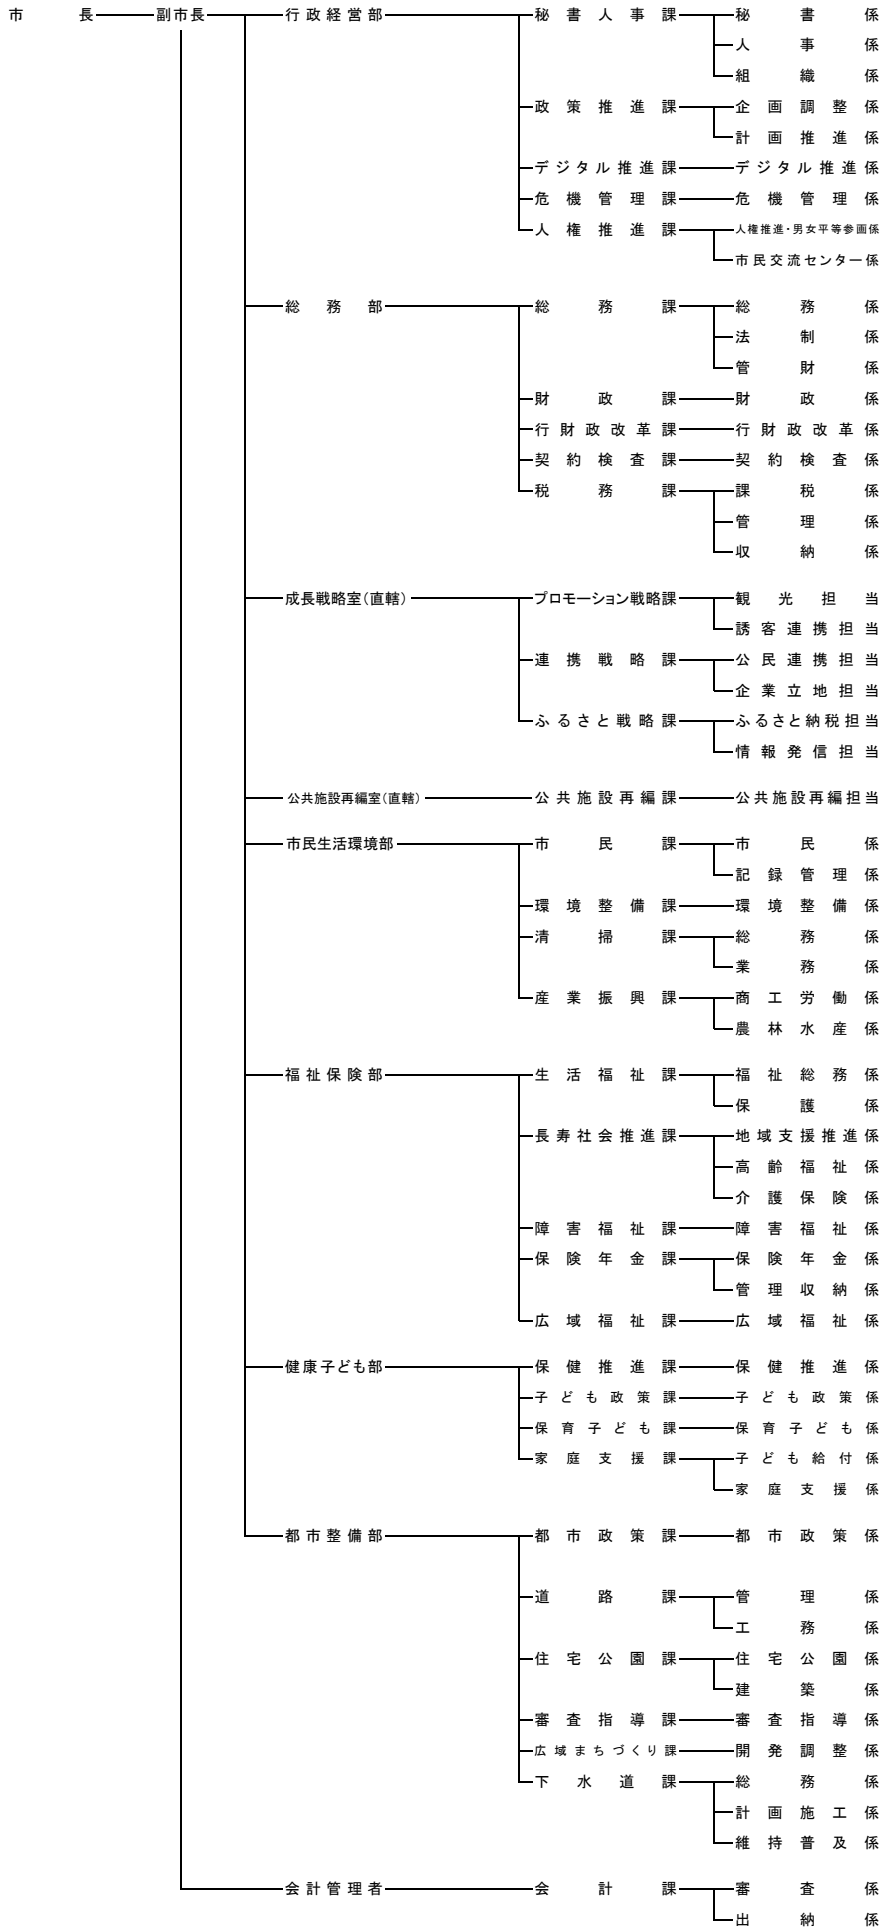 市長 副市長 行政経営部 秘書人事課 秘書係
人事係
組織係
政策推進課 企画調整係
計画推進係
デジタル推進課 デジタル推進係
危機管理課 危機管理係
人権推進課 人権推進・男女平等参画係
市民交流センター係
総務部 総務課 総務係
法制係
管財係
財政課 財政係
行財政改革課 行財政改革係
契約検査課 契約検査係
税務課 課税係
管理係
収納係
成長戦略室(直轄) プロモーション戦略課 観光担当
誘客連携担当
連携戦略課 公民連携担当
企業立地担当
ふるさと戦略課 ふるさと納税担当
情報発信担当
公共施設再編室(直轄) 公共施設再編課 公共施設再編担当
市民生活環境部 市民課 市民係
記録管理係
環境整備課 環境整備係
清掃課 総務係
業務係
産業振興課 商工労働係
農林水産係
福祉保険部 生活福祉課 福祉総務係
保護係
長寿社会推進課 地域支援推進係
高齢福祉係
介護保険係
障害福祉課 障害福祉係
保険年金課 保険年金係
管理収納係
広域福祉課 広域福祉係
健康子ども部 保健推進課 保健推進係
子ども政策課 子ども政策係
保育子ども課 保育子ども係
家庭支援課 子ども給付係
家庭支援係
都市整備部 都市政策課 都市政策係
道路課 管理係
工務係
住宅公園課 住宅公園係
建築係
審査指導課 審査指導係
広域まちづくり課 開発調整係
下水道課 総務係
計画施工係
維持普及係
会計管理者 会計課 審査係
出納係